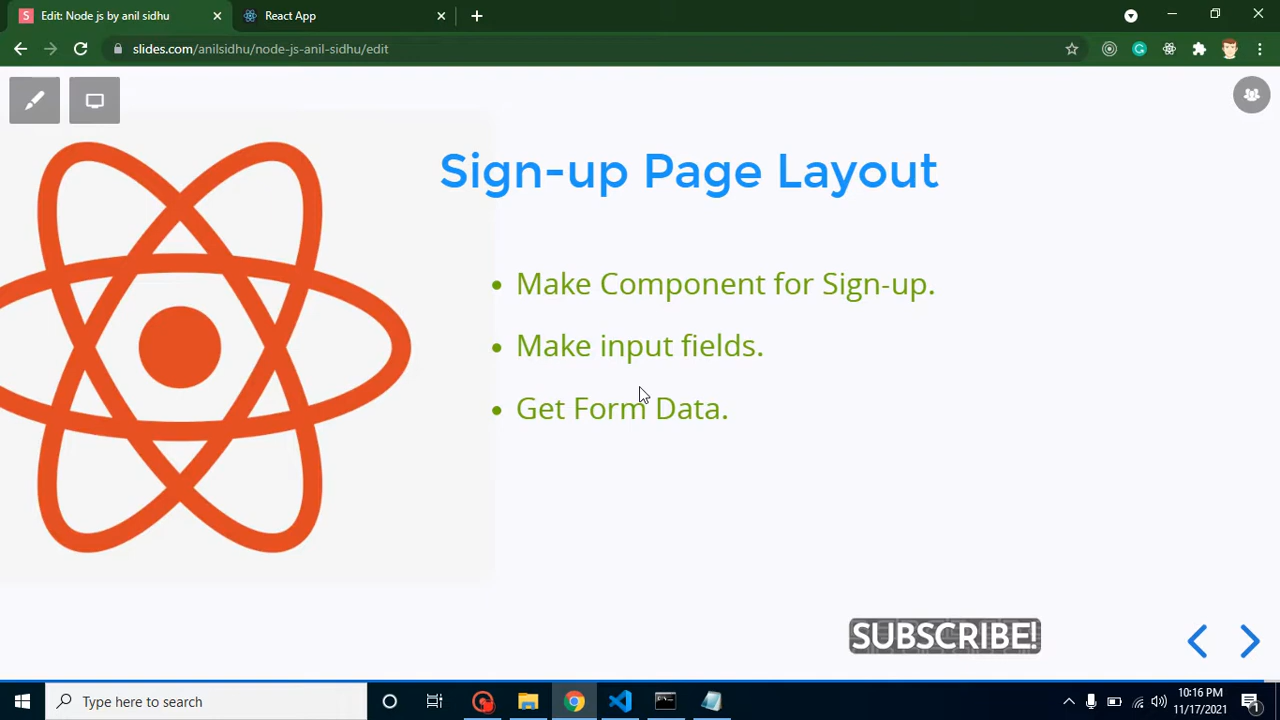 Edit: Node js by anil sidhu
React App
slides.com/anilsidhu/node-js-anil-sidhu/edit
Sign-up Page Layout
Make Component for Sign-up.
Make input fields.
Get Form Data.
SUBSCRIBE!
Type here to search
10:16 PM
11/17/2021
1